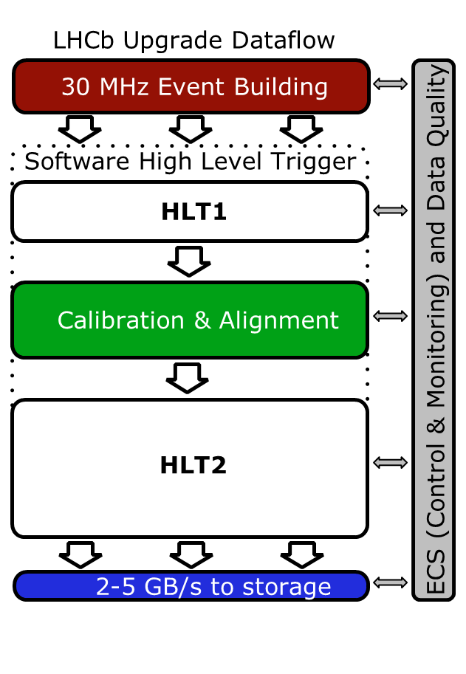 LHCb Upgrade Dataflow
30 MHz Event Building
Software High Level Trigger
HLT1
Calibration & Alignment
HLT2
2-5 GB/s to storage
ECS (Control & Monitoring) and Data Quality